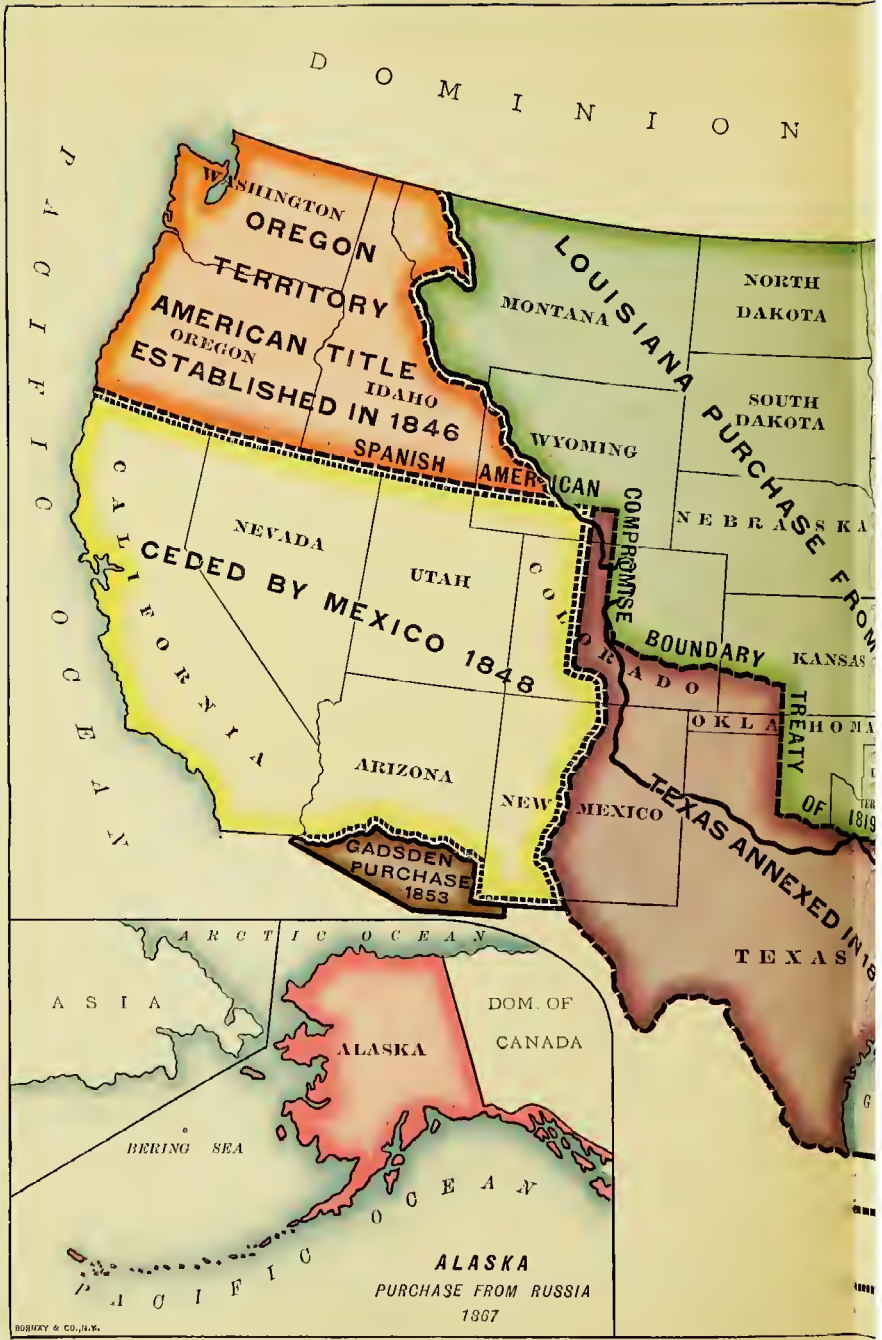 DOMINION
PACIFIC OCEAN
WASHINGTON
OREGON
TERRITORY
AMERICAN TITLE
OREGON
IDAHO
ESTABLISHED IN 1846
SPANISH AMERICAN
COMPROMISE
BOUNDARY
TREATY
OF
1819
LOUISIANA PURCHASE FROM
MONTANA
NORTH
DAKOTA
SOUTH
DAKOTA
WYOMING
NEBRASKA
KANSAS
CALIFORNIA
NEVADA
UTAH
COLORADO
CEDED BY MEXICO 1848
ARIZONA
NEW MEXICO
OKLAHOMA
TEXAS ANNEXED IN 18
TEXAS
GADSDEN
PURCHASE
1853
TER
G
ARCTIC OCEAN
ASIA
ALASKA
DOM. OF
CANADA
BERING SEA
PACIFIC OCEAN
ALASKA
PURCHASE FROM RUSSIA
1867